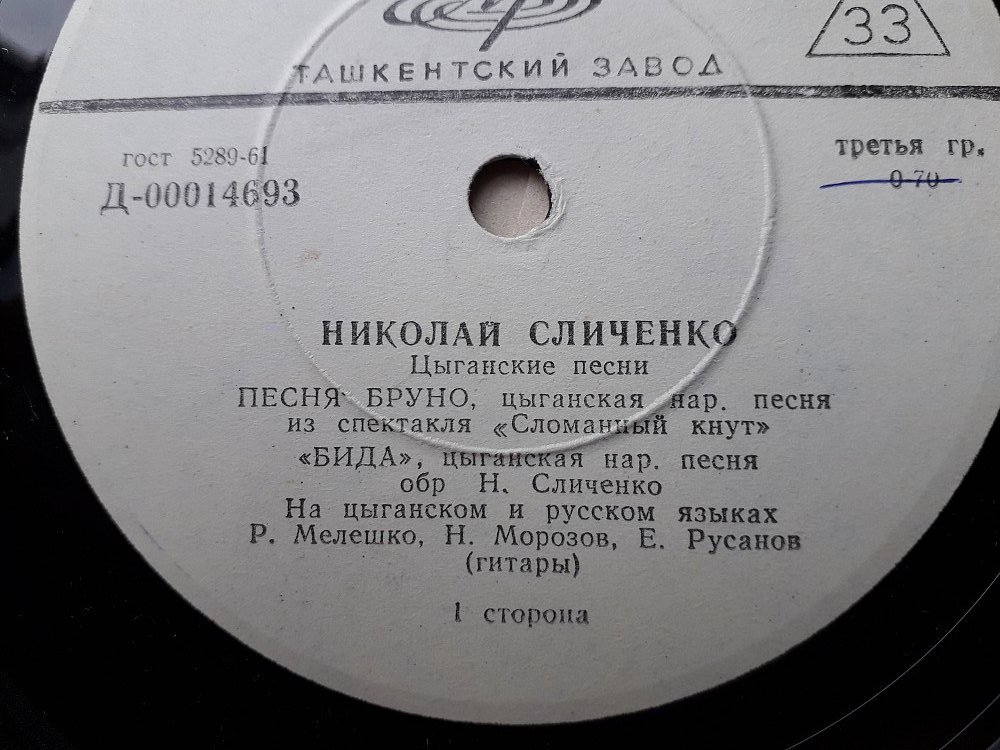 33
ТАШКЕНТСКИЙ ЗАВОД
гост 5289-61
Д-00014693
третья гр.
0-70
НИКОЛАЙ СЛИЧЕНКО
Цыганские песни
ПЕСНЯ БРУНО, цыганская нар. песня
из спектакля «Сломанный кнут»
«БИДА», цыганская нар. песня
обр Н. Сличенко
На цыганском и русском языках
Р. Мелешко, Н. Морозов, Е. Русанов
(гитары)
1 сторона